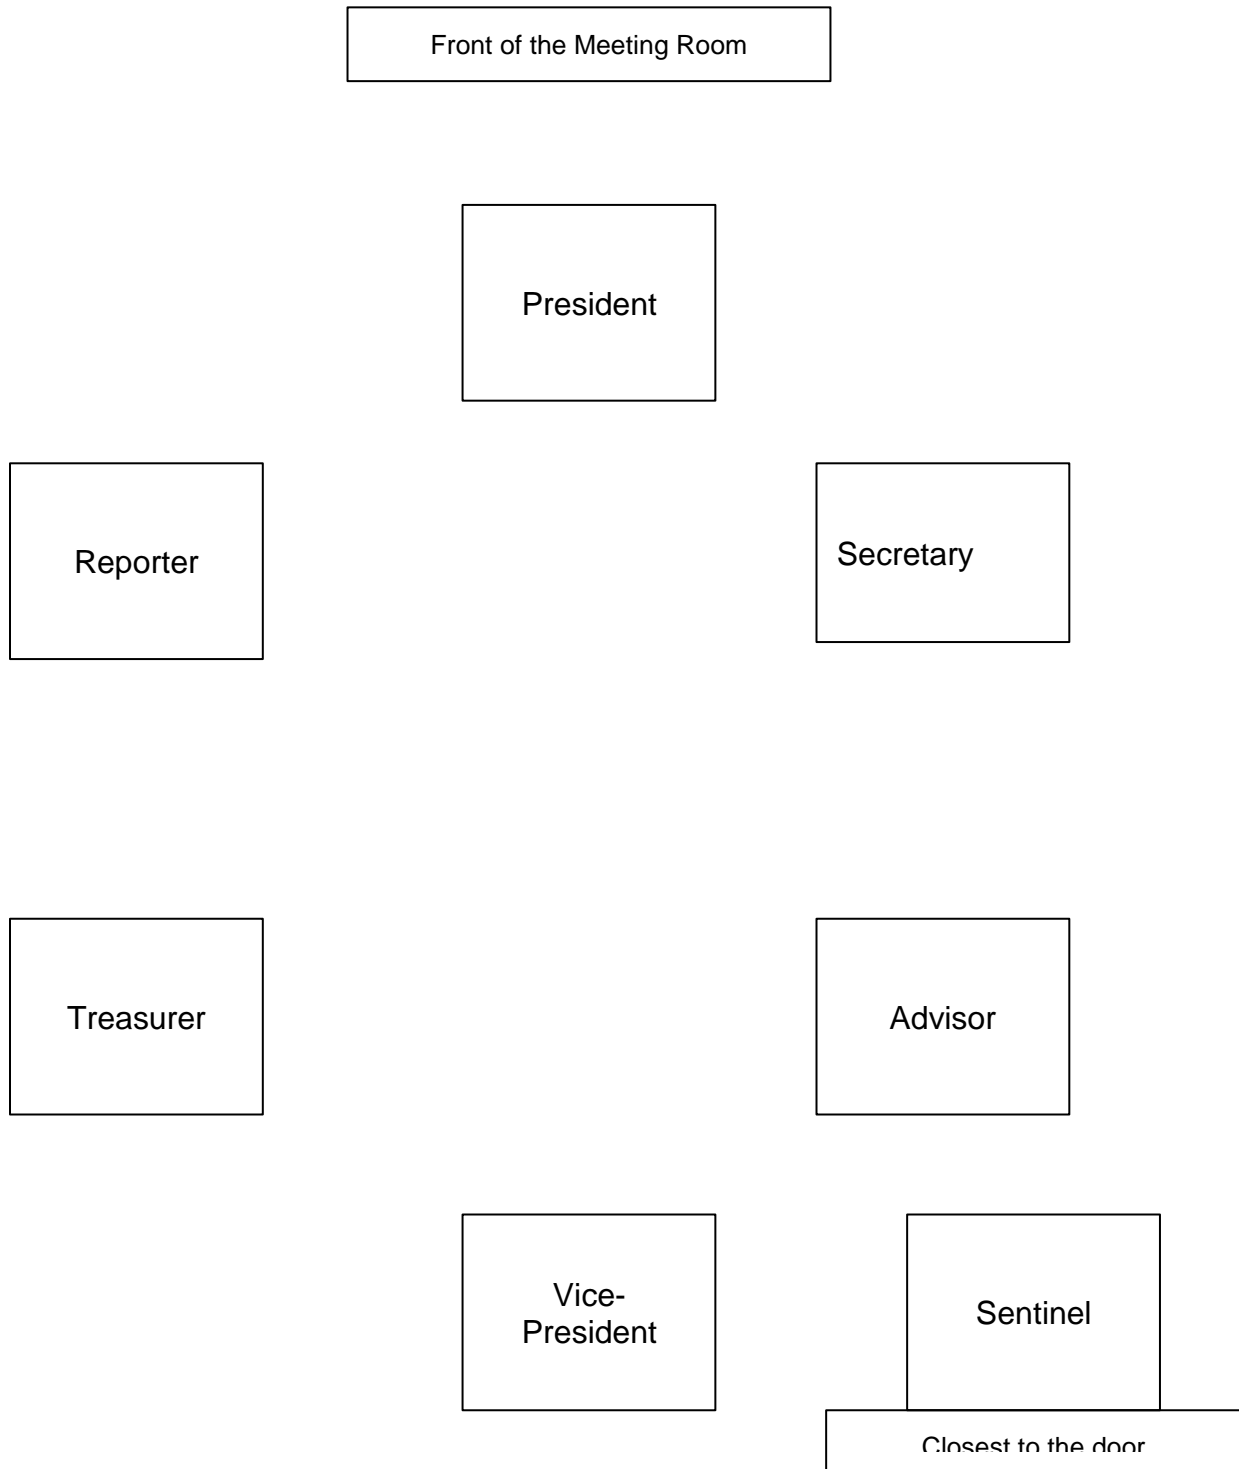 Front of the Meeting Room
President
Reporter
Secretary
Treasurer
Advisor
Vice-
President
Sentinel
Closest to the door